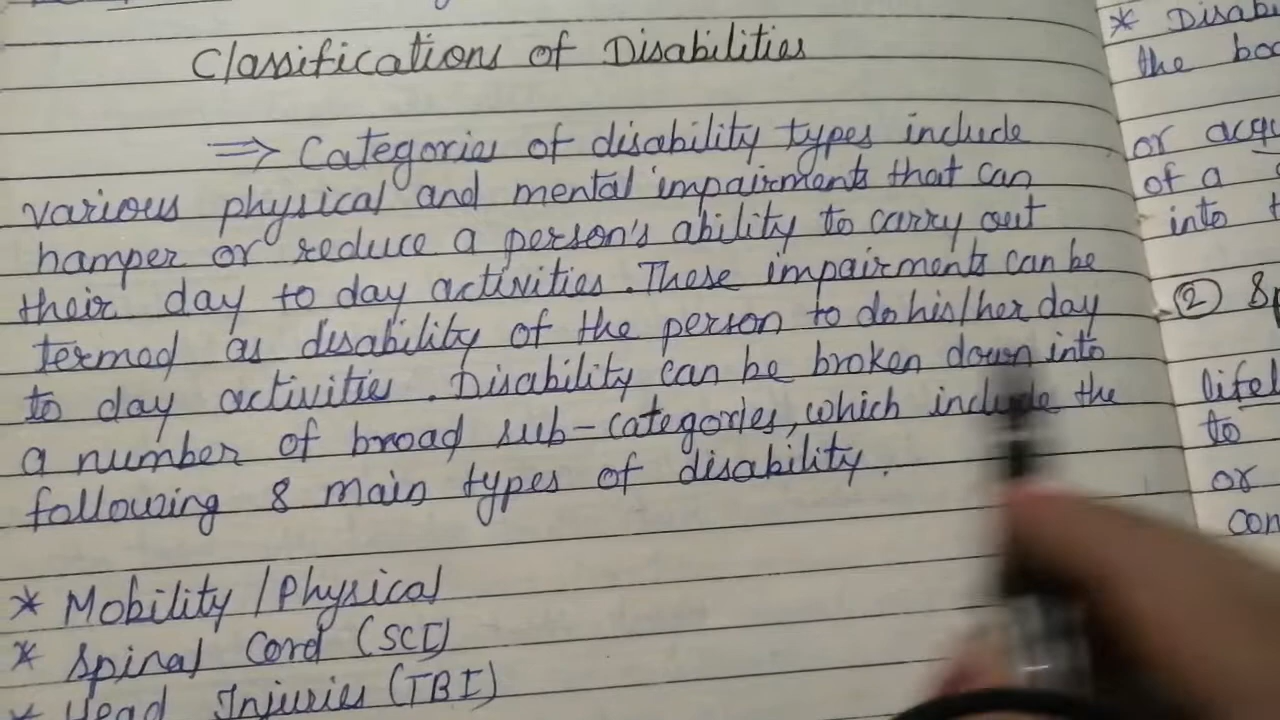 Classifications of Disabilities
⇒ Categories of disability types include
various physical and mental impairments that can
hamper or reduce a person's ability to carry out
their day to day activities. These impairments can be
termed as disability of the person to do his/her day
to day activities. Disability can be broken down into
a number of broad sub-categories, which include the
following 8 main types of disability.
* Mobility / Physical
* Spinal Cord (SCI)
* Head Injuries (TBI)
* Disab
the
or acq
of a
into
②
to
or